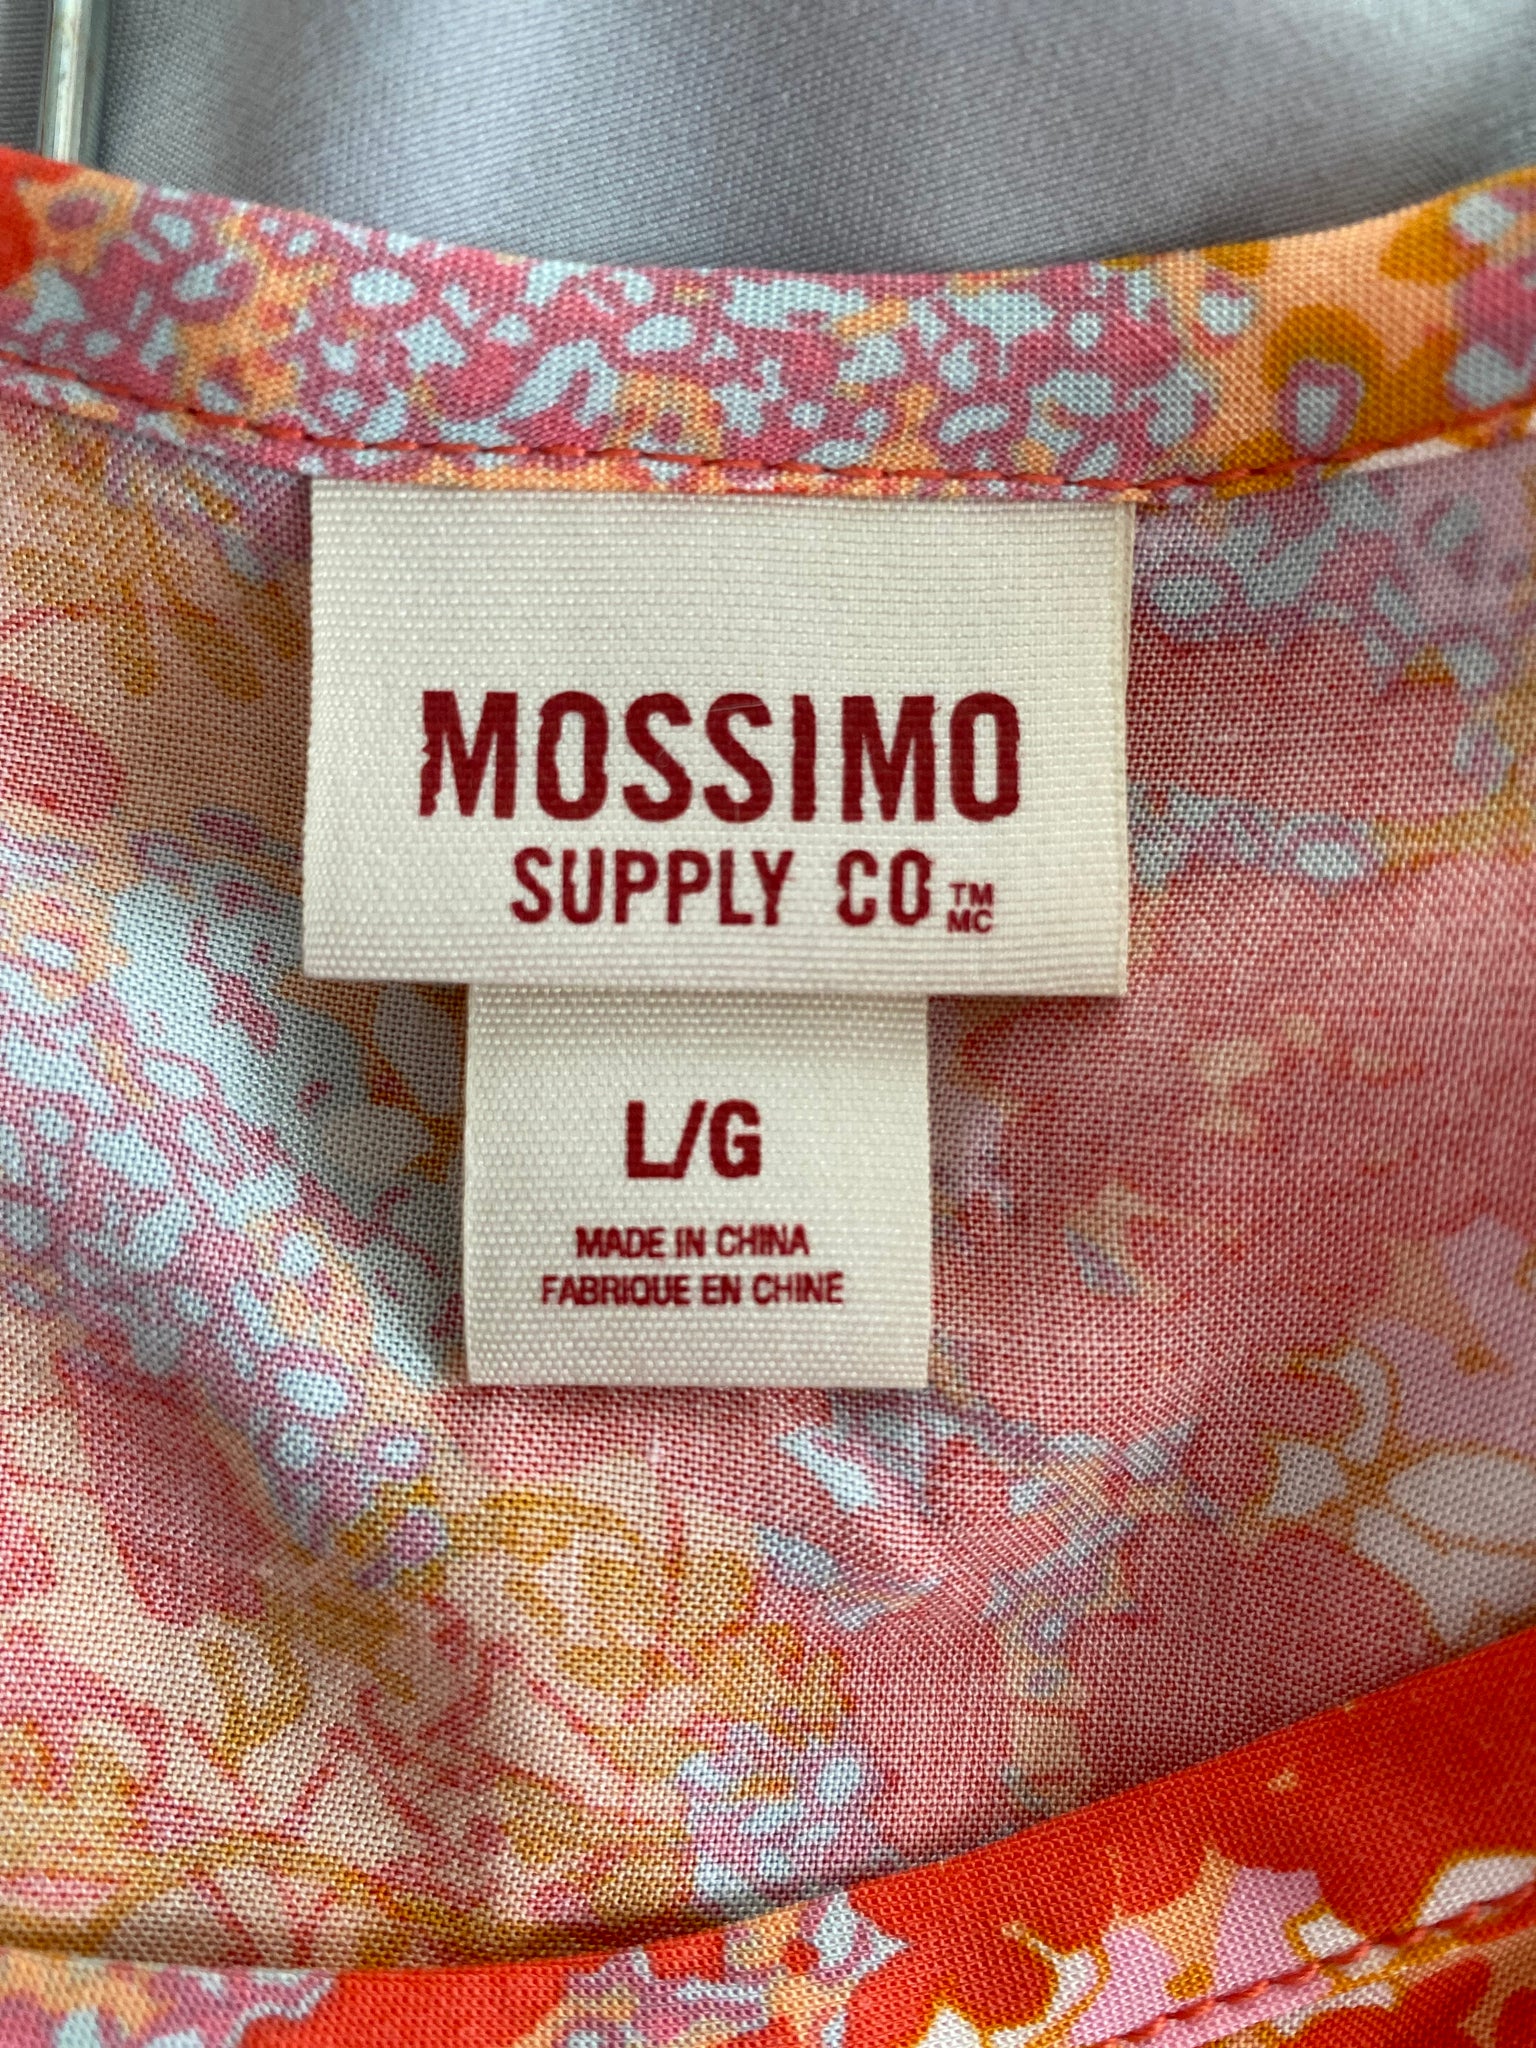 MOSSIMO
SUPPLY CO ™ MC
L/G
MADE IN CHINA
FABRIQUE EN CHINE